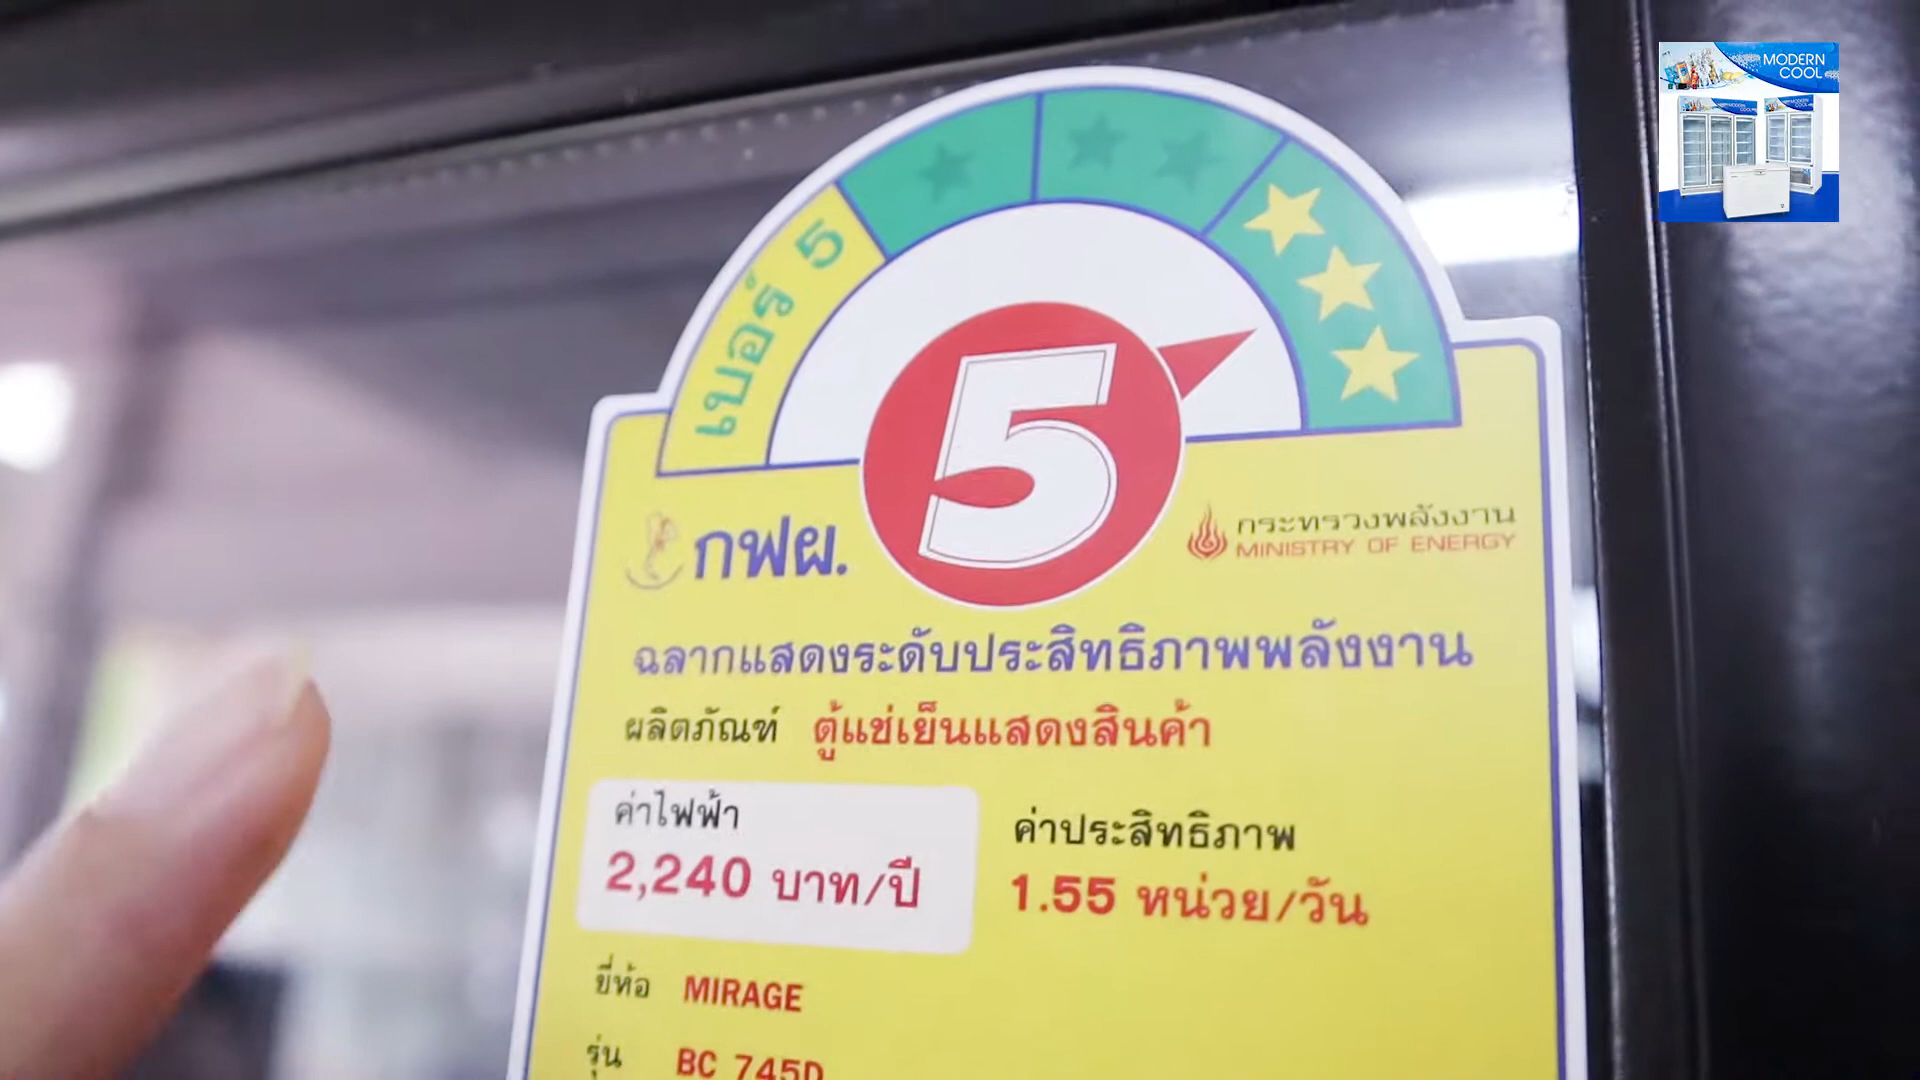 MODERN
COOL
เบอร์ 5
5
กฟผ.
กระทรวงพลังงาน
MINISTRY OF ENERGY
ฉลากแสดงระดับประสิทธิภาพพลังงาน
ผลิตภัณฑ์ ตู้แช่เย็นแสดงสินค้า
ค่าไฟฟ้า
2,240 บาท/ปี
ค่าประสิทธิภาพ
1.55 หน่วย/วัน
ยี่ห้อ MIRAGE
รุ่น BC 745D